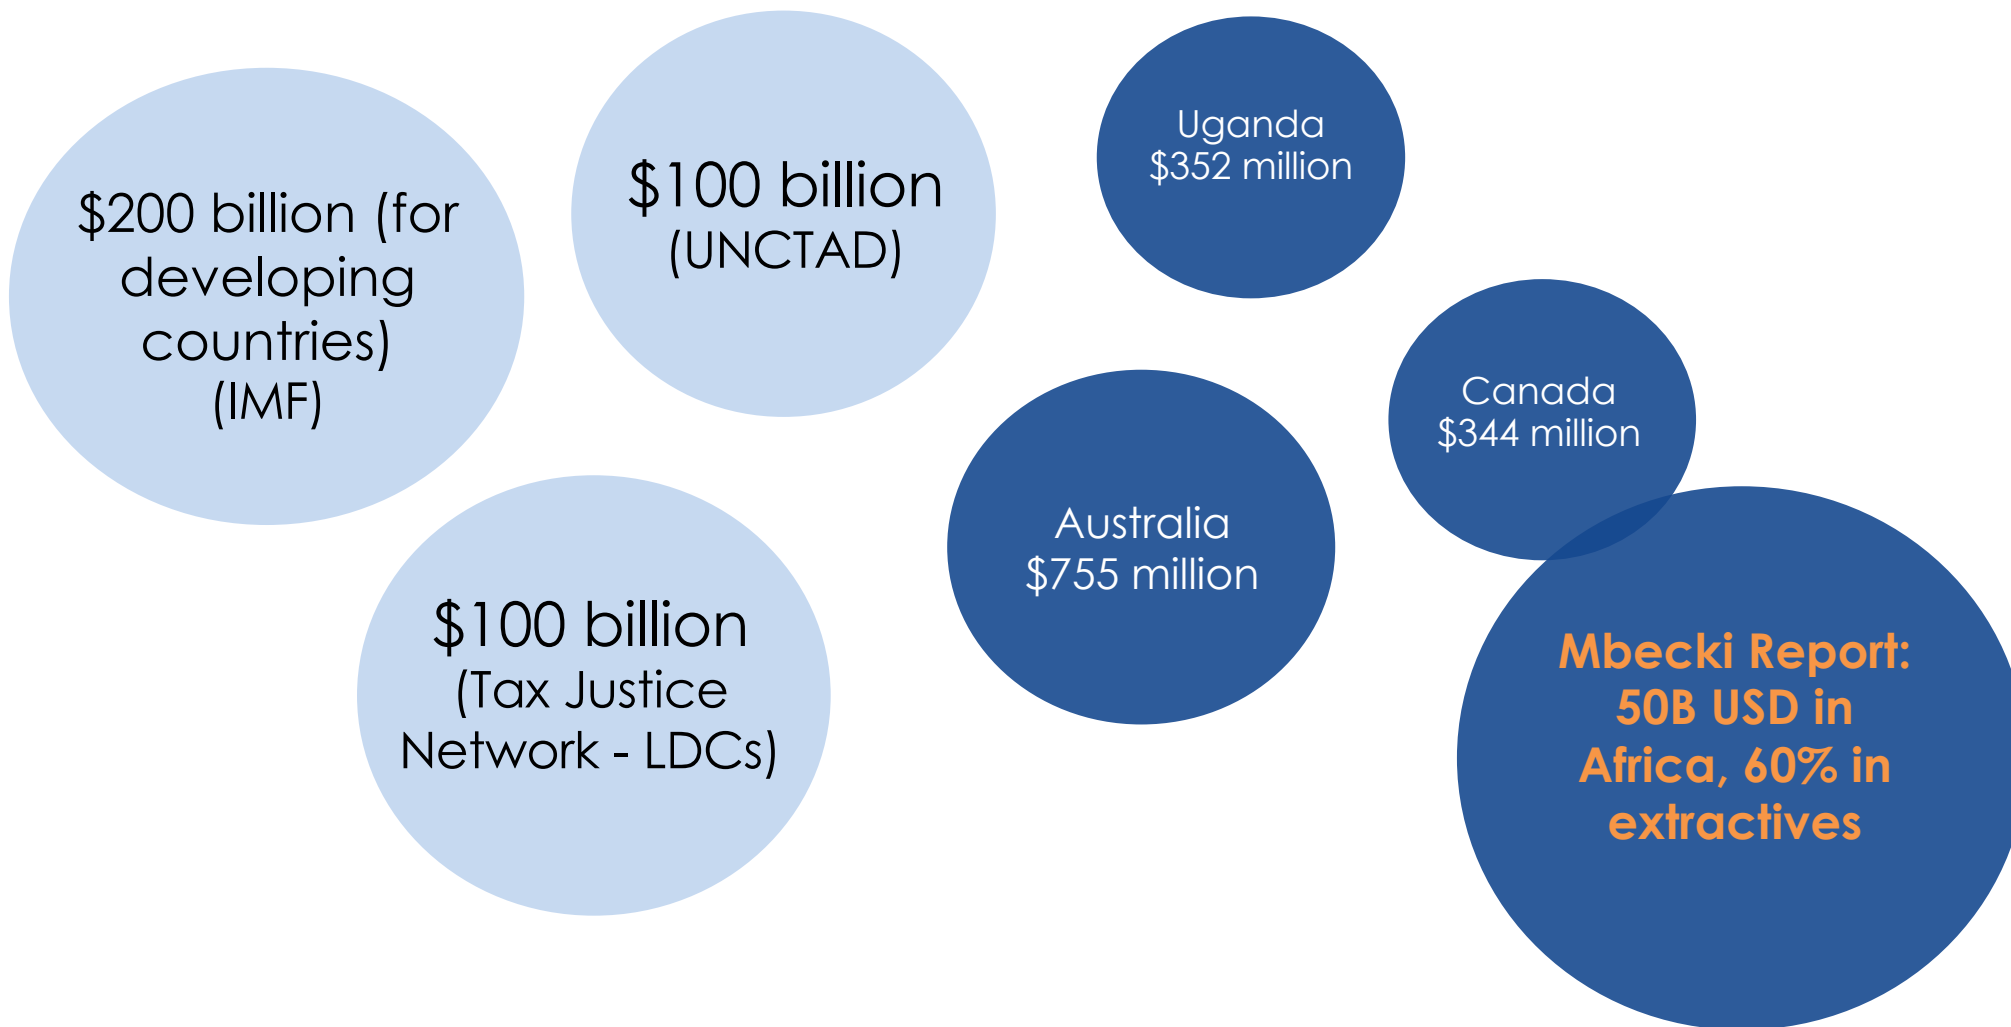 $200 billion (for
developing
countries)
(IMF)
$100 billion
(UNCTAD)
$100 billion
(Tax Justice
Network - LDCs)
Uganda
$352 million
Canada
$344 million
Australia
$755 million
Mbecki Report:
50B USD in
Africa, 60% in
extractives